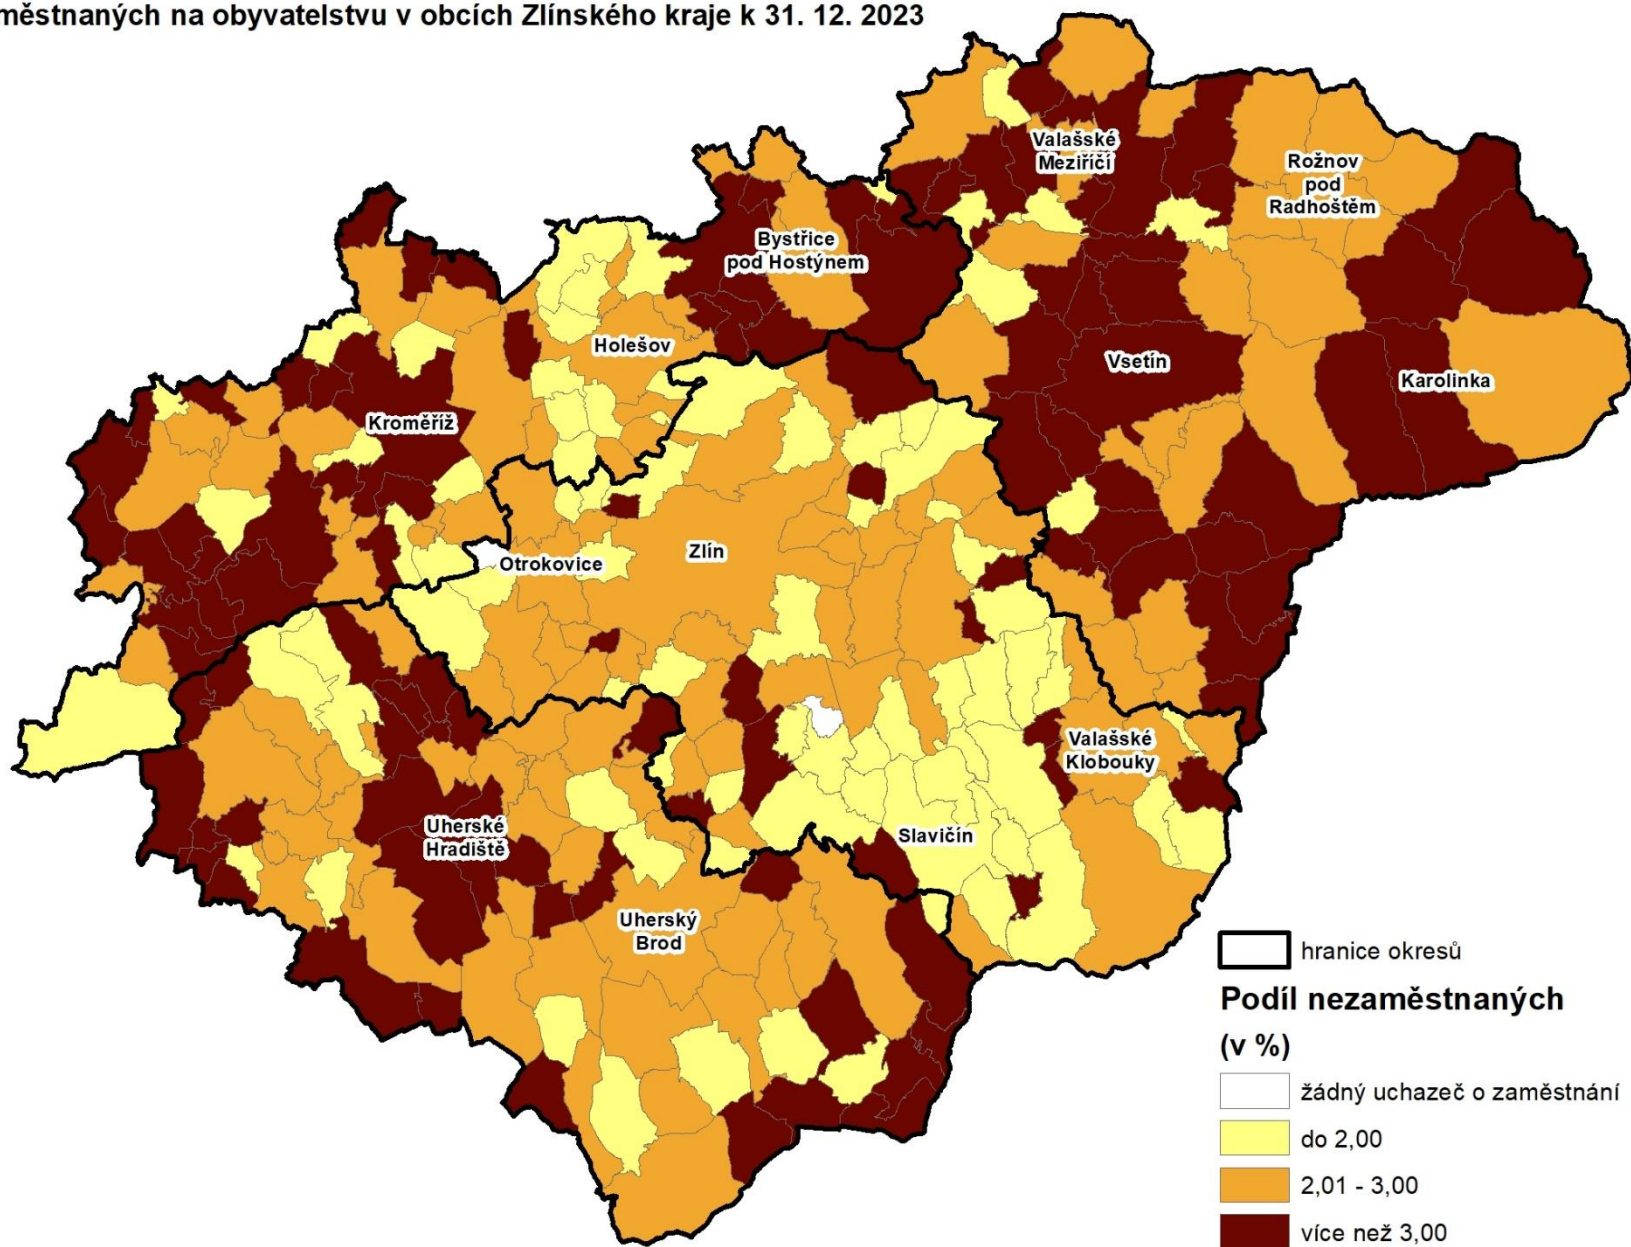 městnaných na obyvatelstvu v obcích Zlínského kraje k 31. 12. 2023
Valašské
Meziříčí
Rožnov
pod
Radhoštěm
Bystřice
pod Hostýnem
Holešov
Vsetín
Karolinka
Kroměříž
Zlín
Otrokovice
Valašské
Klobouky
Uherské
Hradiště
Slavičín
Uherský
Brod
hranice okresů
Podíl nezaměstnaných
(v %)
žádný uchazeč o zaměstnání
do 2,00
2,01 - 3,00
více než 3,00